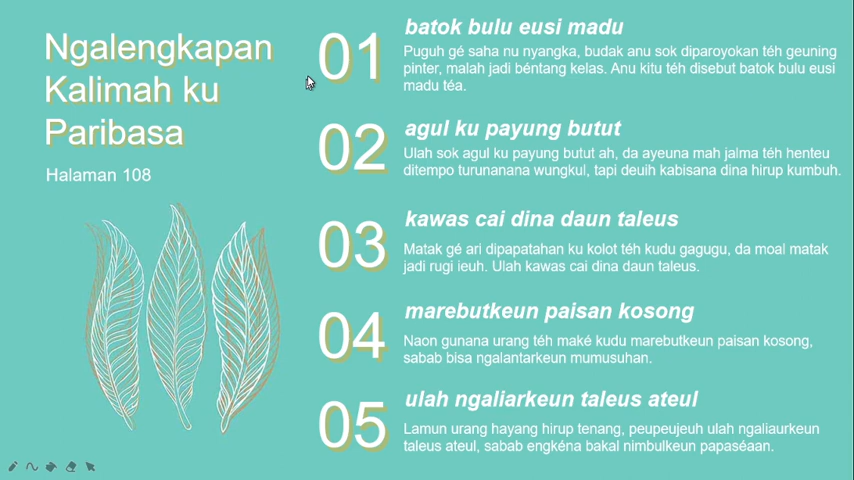 Ngalengkapan
Kalimah ku
Paribasa
Halaman 108
01
batok bulu eusi madu
Puguh gé saha nu nyangka, budak anu sok diparoyokan téh geuning
pinter, malah jadi béntang kelas. Anu kitu téh disebut batok bulu eusi
madu téa.
02
agul ku payung butut
Ulah sok agul ku payung butut ah, da ayeuna mah jalma téh henteu
ditempo turunanana wungkul, tapi deuih kabisana dina hirup kumbuh.
03
kawas cai dina daun taleus
Matak gé ari dipapatahan ku kolot téh kudu gagugu, da moal matak
jadi rugi ieuh. Ulah kawas cai dina daun taleus.
04
marebutkeun paisan kosong
Naon gunana urang téh maké kudu marebutkeun paisan kosong,
sabab bisa ngalantarkeun mumusuhan.
05
ulah ngaliarkeun taleus ateul
Lamun urang hayang hirup tenang, peupeujeuh ulah ngaliaurkeun
taleus ateul, sabab engkéna bakal nimbulkeun papaséaan.